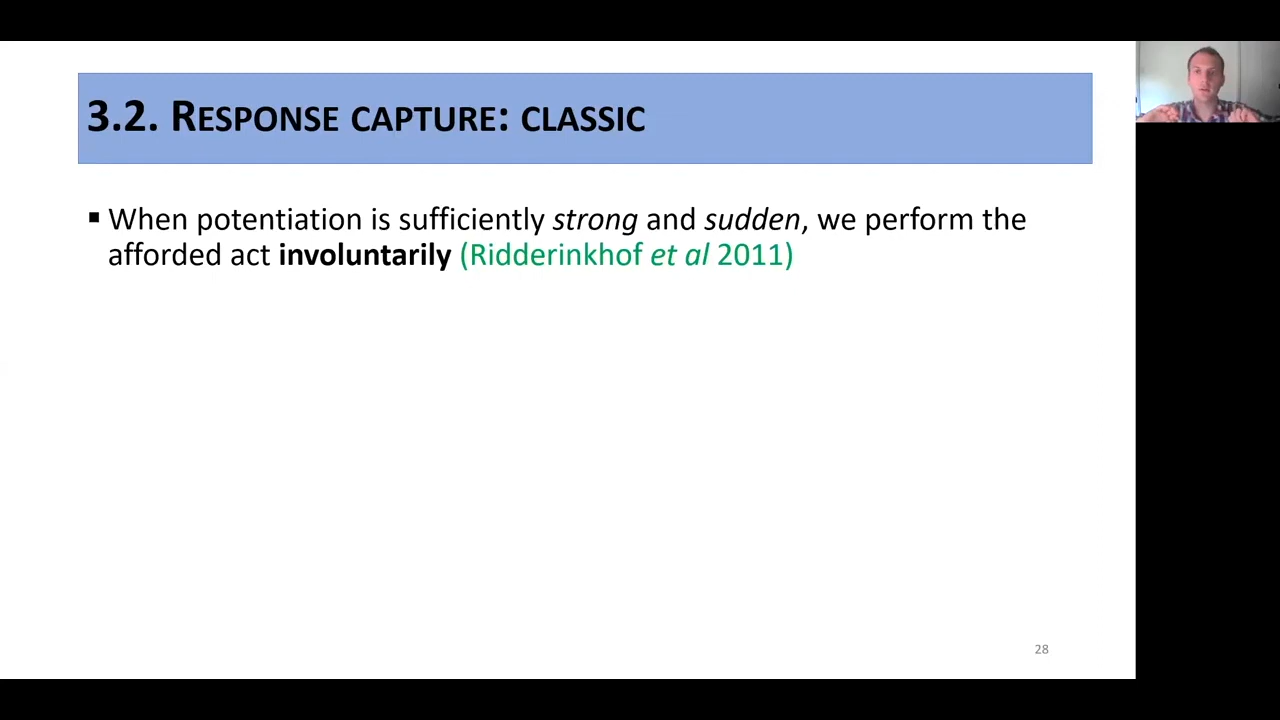 3.2. RESPONSE CAPTURE: CLASSIC
▪ When potentiation is sufficiently strong and sudden, we perform the
afforded act involuntarily (Ridderinkhof et al 2011)
28